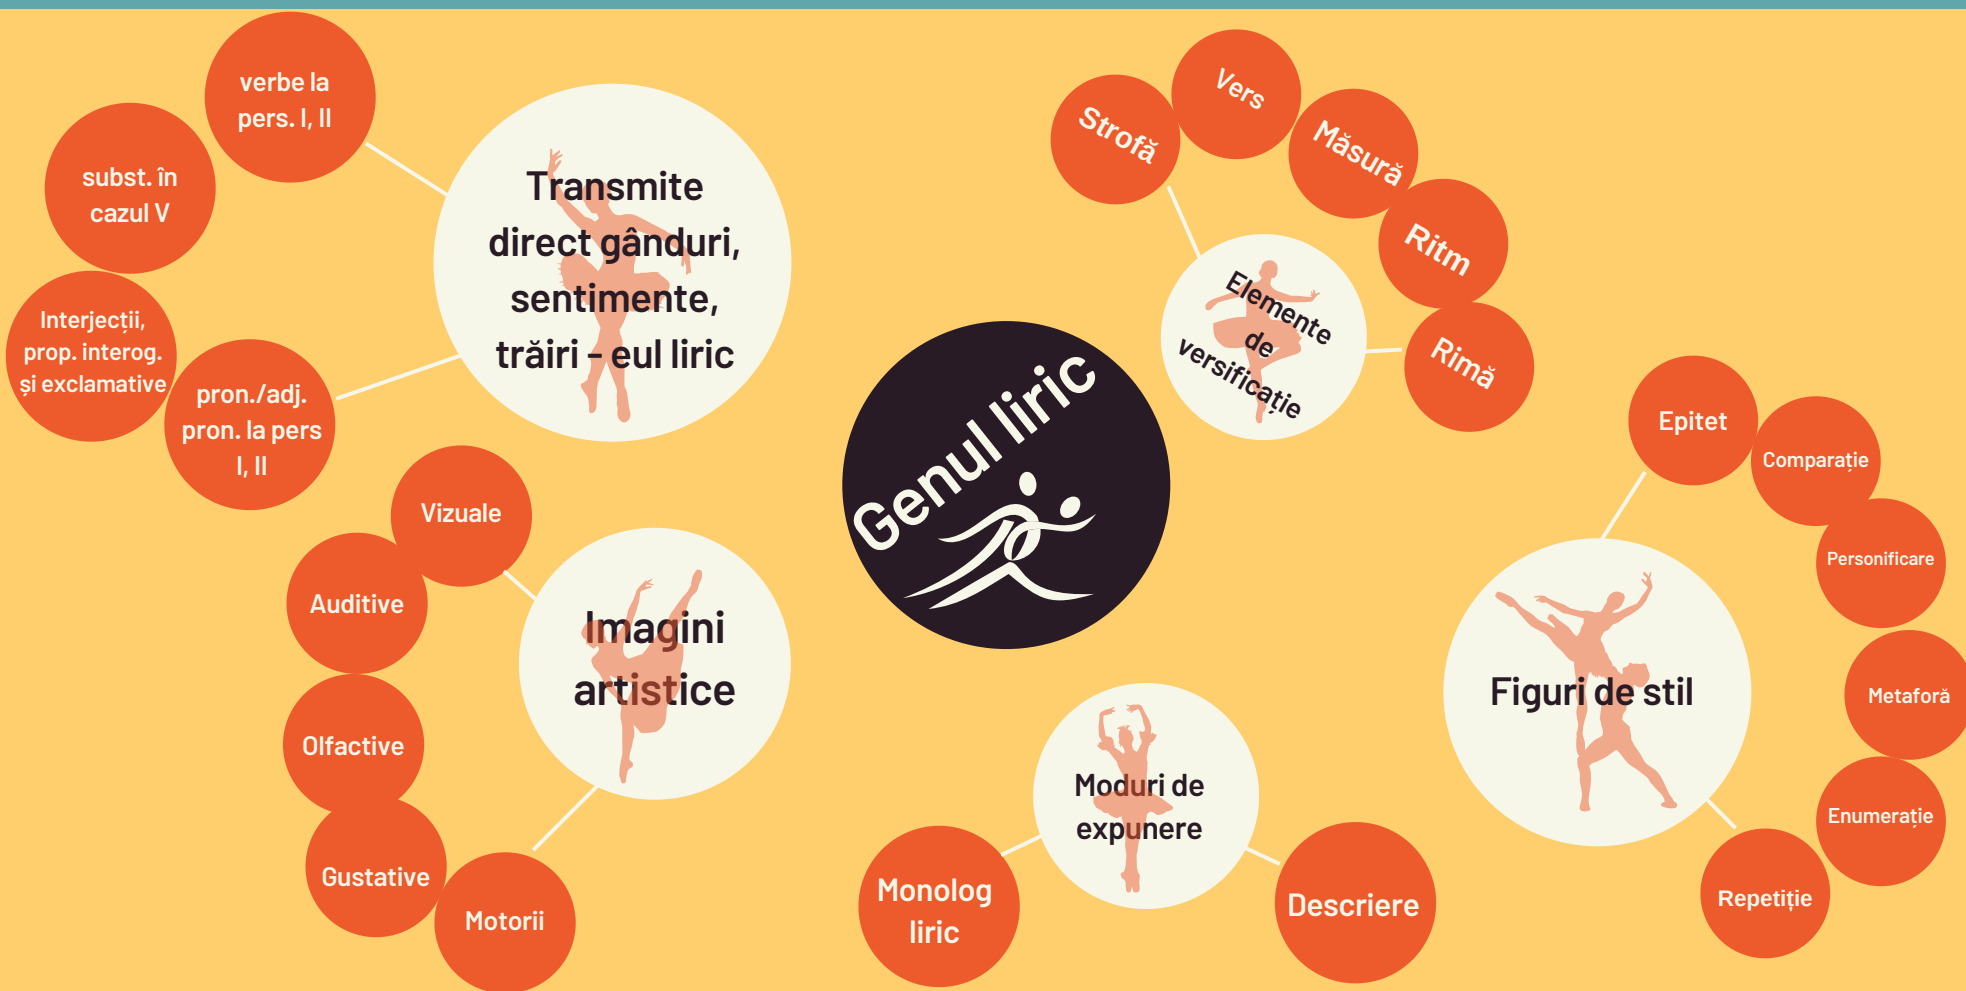 Genul liric
Transmite
direct gânduri,
sentimente,
trăiri - eul liric
verbe la
pers. I, II
subst. în
cazul V
Interjecții,
prop. interog.
și exclamative
pron./adj.
pron. la pers
I, II
Imagini
artistice
Vizuale
Auditive
Olfactive
Gustative
Motorii
Elemente
de
versificație
Strofă
Vers
Măsură
Ritm
Rimă
Moduri de
expunere
Monolog
liric
Descriere
Figuri de stil
Epitet
Comparație
Personificare
Metaforă
Enumerație
Repetiție